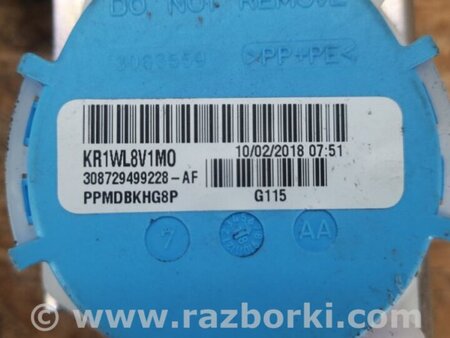 DO NOT REMOVE
>PP+PE<
KR1WL8V1M0
10/02/2018 07:51
308729499228-AF
PPMDBKHG8P
G115
7
AA
www.razborki.com